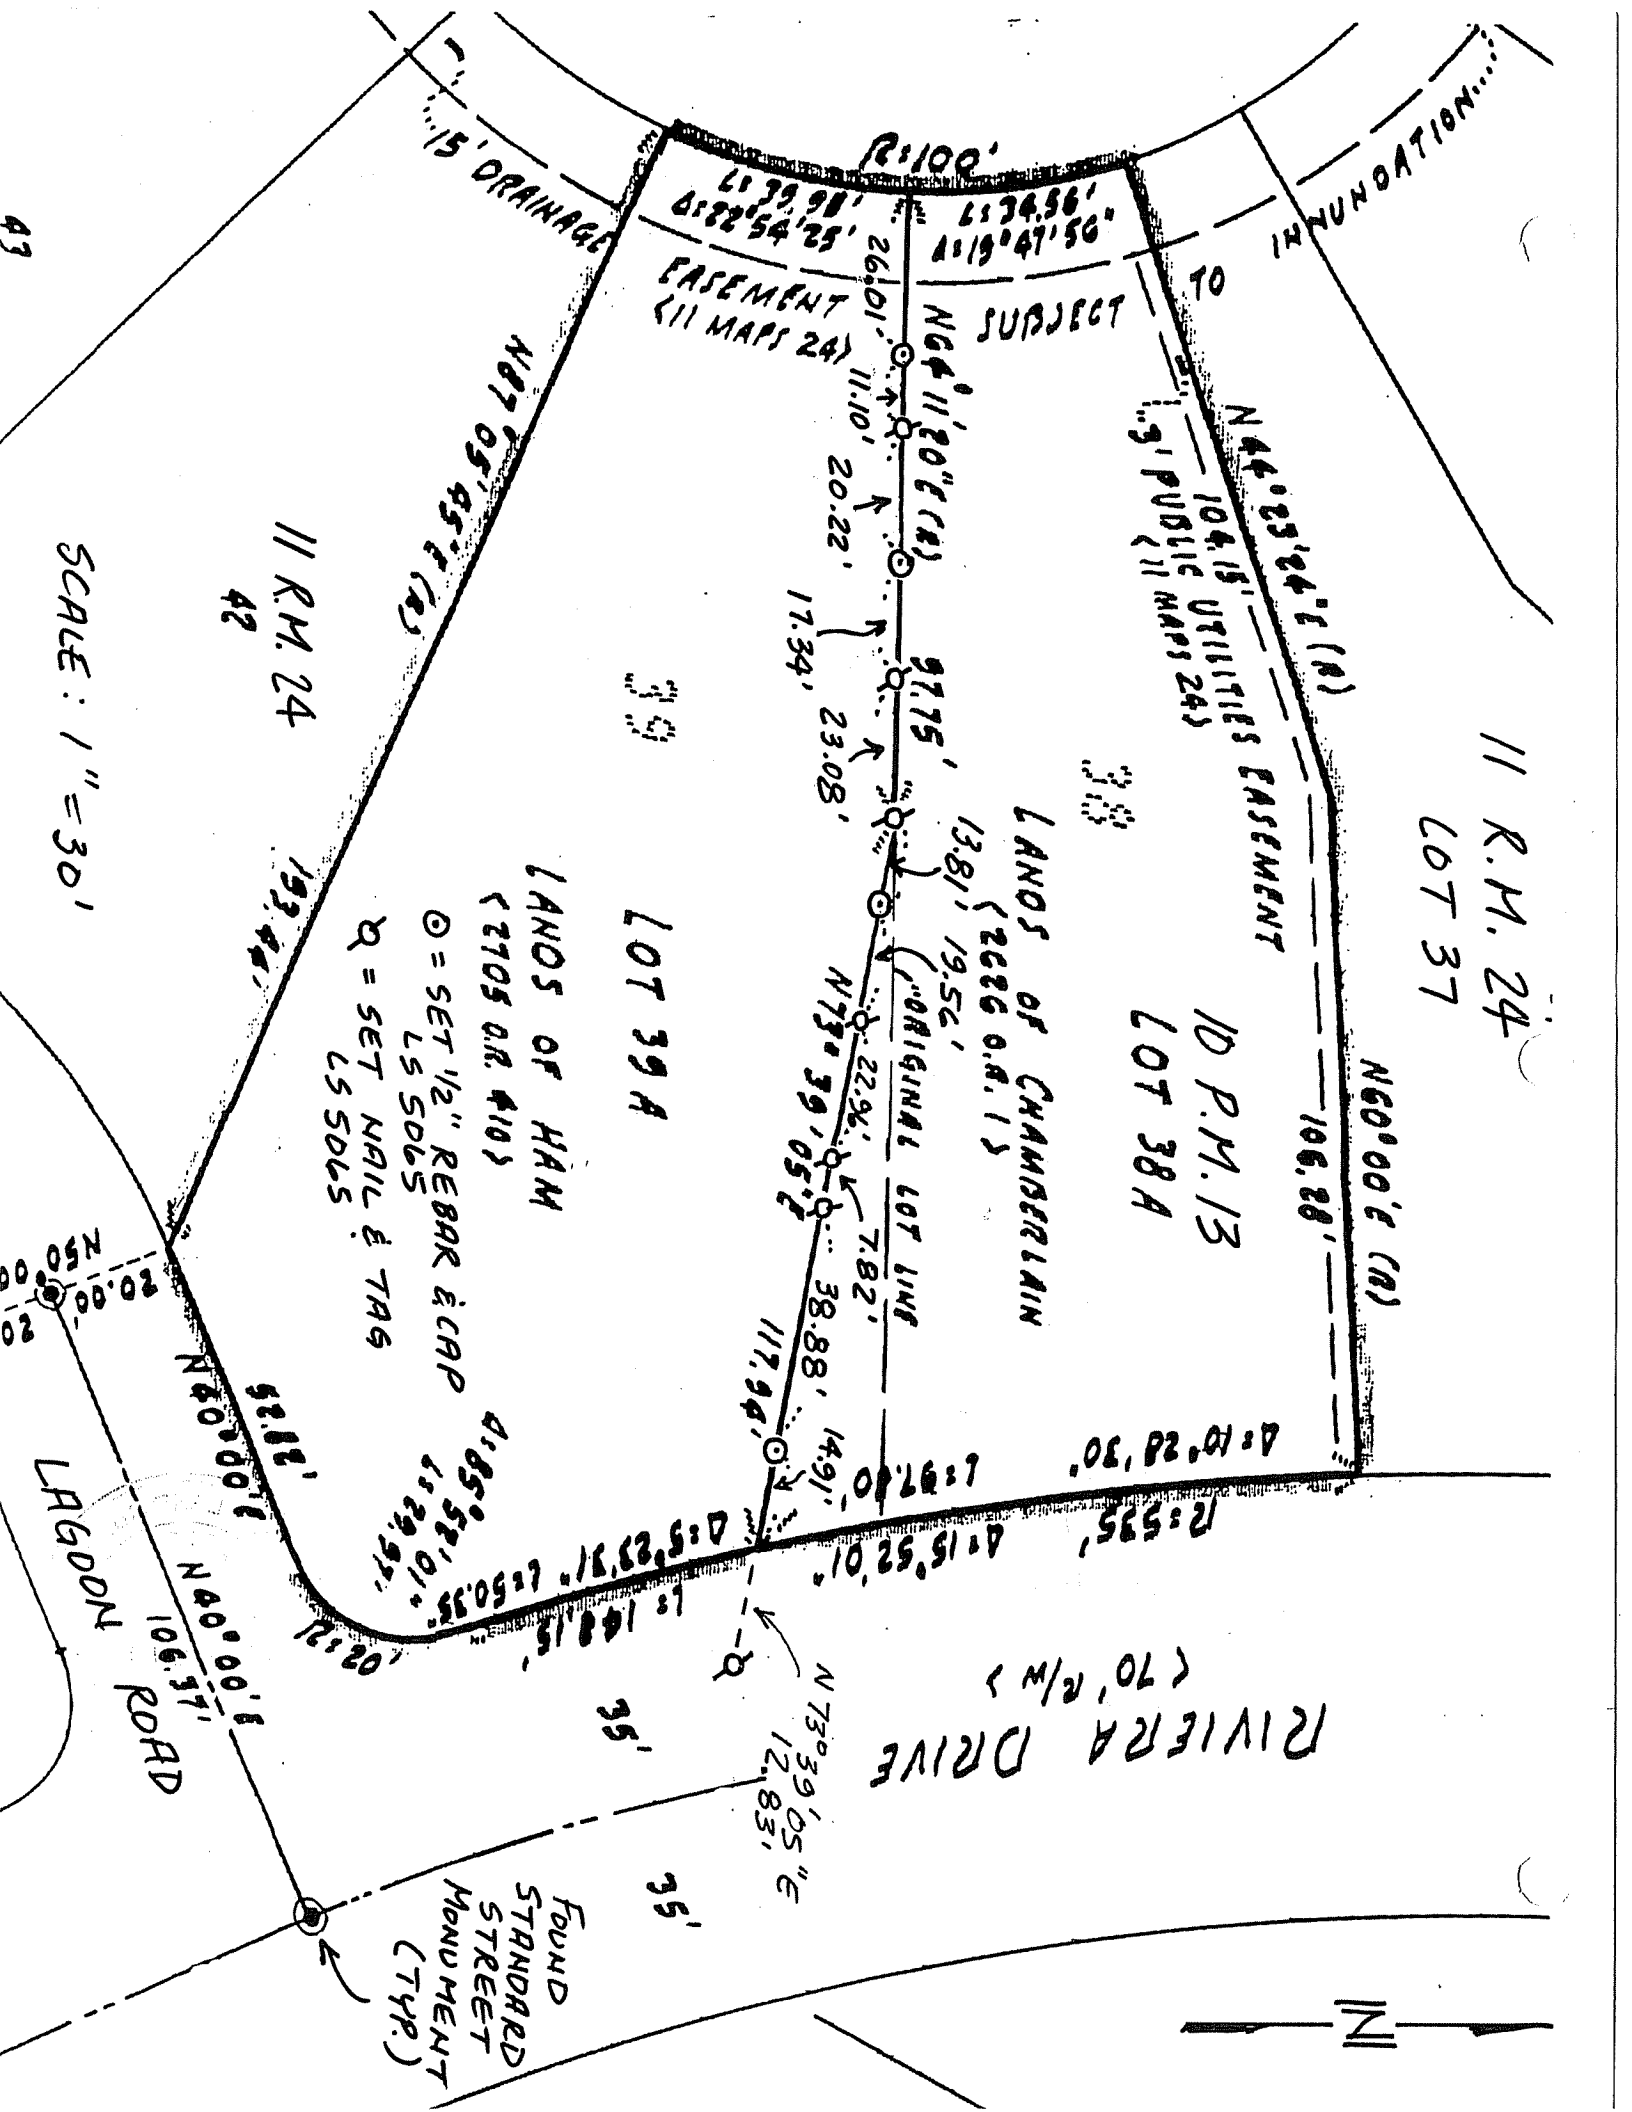 11 R.M. 24
LOT 37
N60°00'E (R)
106.28'
N 44°23'24"E (R)
104.15'
3' PUBLIC UTILITIES EASEMENT
(11 MAPS 24)
15' DRAINAGE
EASEMENT
(11 MAPS 24)
SUBJECT
TO
INUNDATION
R=100'
L=34.56'
Δ=19°47'56"
L=39.98'
Δ=22°54'25"
38
10 P.M. 13
LOT 38A
LANDS OF CHAMBERLAIN
(2626 O.R. 1)
N64°11'20"E (R)
97.75'
26.01'
11.10'
20.22'
17.34'
23.08'
13.81'
19.56'
ORIGINAL LOT LINE
22.96'
7.82'
38.88'
14.91'
N73°39'05"E
117.94'
39
LOT 39A
LANDS OF HAM
(2705 O.R. 410)
= SET 1/2" REBAR & CAP
LS 5065
= SET NAIL & TAG
LS 5065
N87°05'45"E (R)
193.44'
11 R.M. 24
42
43
SCALE: 1"=30'
Δ=10°28'30"
L=97.80'
R=535'
Δ=15°52'01"
L=148.15'
Δ=5°23'31"
L=50.35'
Δ=85°52'01"
L=29.97'
R=20'
N40°00'E
20.00'
N50°00
20
N40°00'E
106.37'
LAGOON ROAD
RIVIERA DRIVE
(70' R/W)
35'
35'
N73°39'05"E
12.83'
FOUND
STANDARD
STREET
MONUMENT
(TYP.)
N